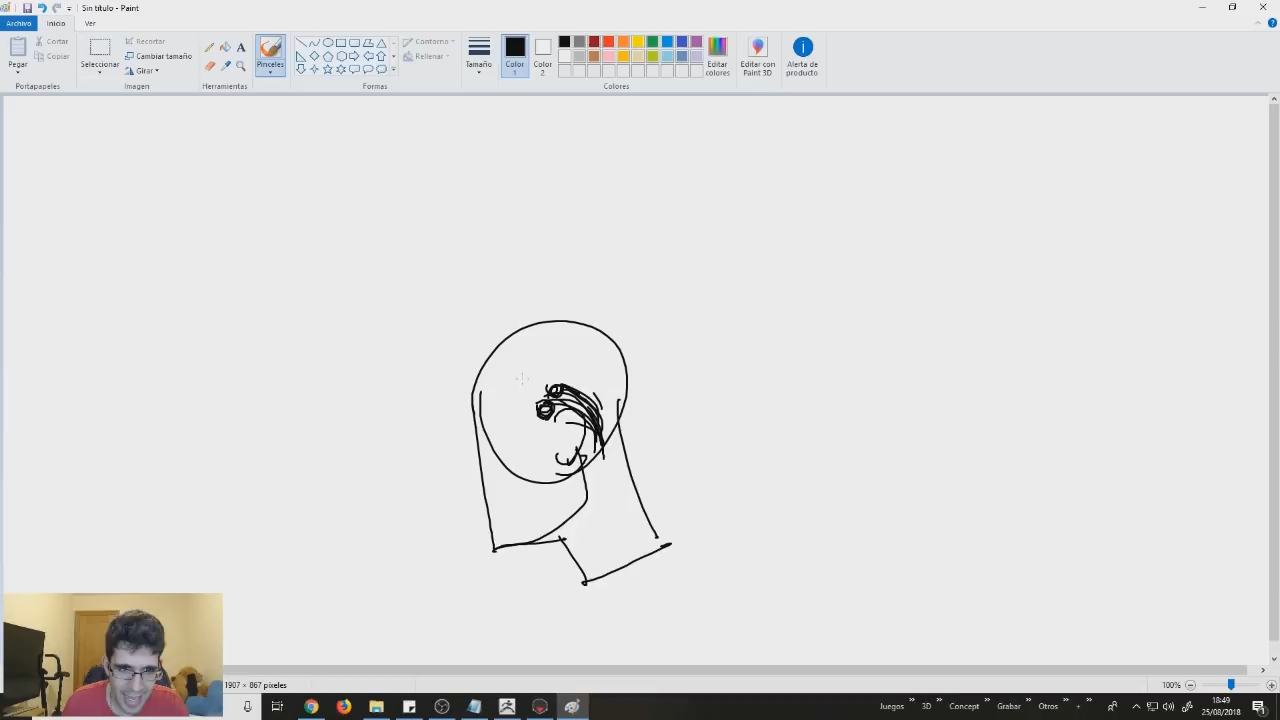 Sin título - Paint
Archivo Inicio Ver
Pegar
Cortar
Copiar
Portapapeles
Seleccionar
Recortar
Cambiar tamaño
Girar
Imagen
A
Herramientas
Pinceles
Contorno
Rellenar
Formas
Tamaño
Color 1
Color 2
Editar colores
Colores
Editar con Paint 3D
Alerta de producto
1907 × 867 píxeles
100%
Juegos » 3D » Concept » Grabar » Otros » + »
18:49
25/08/2018